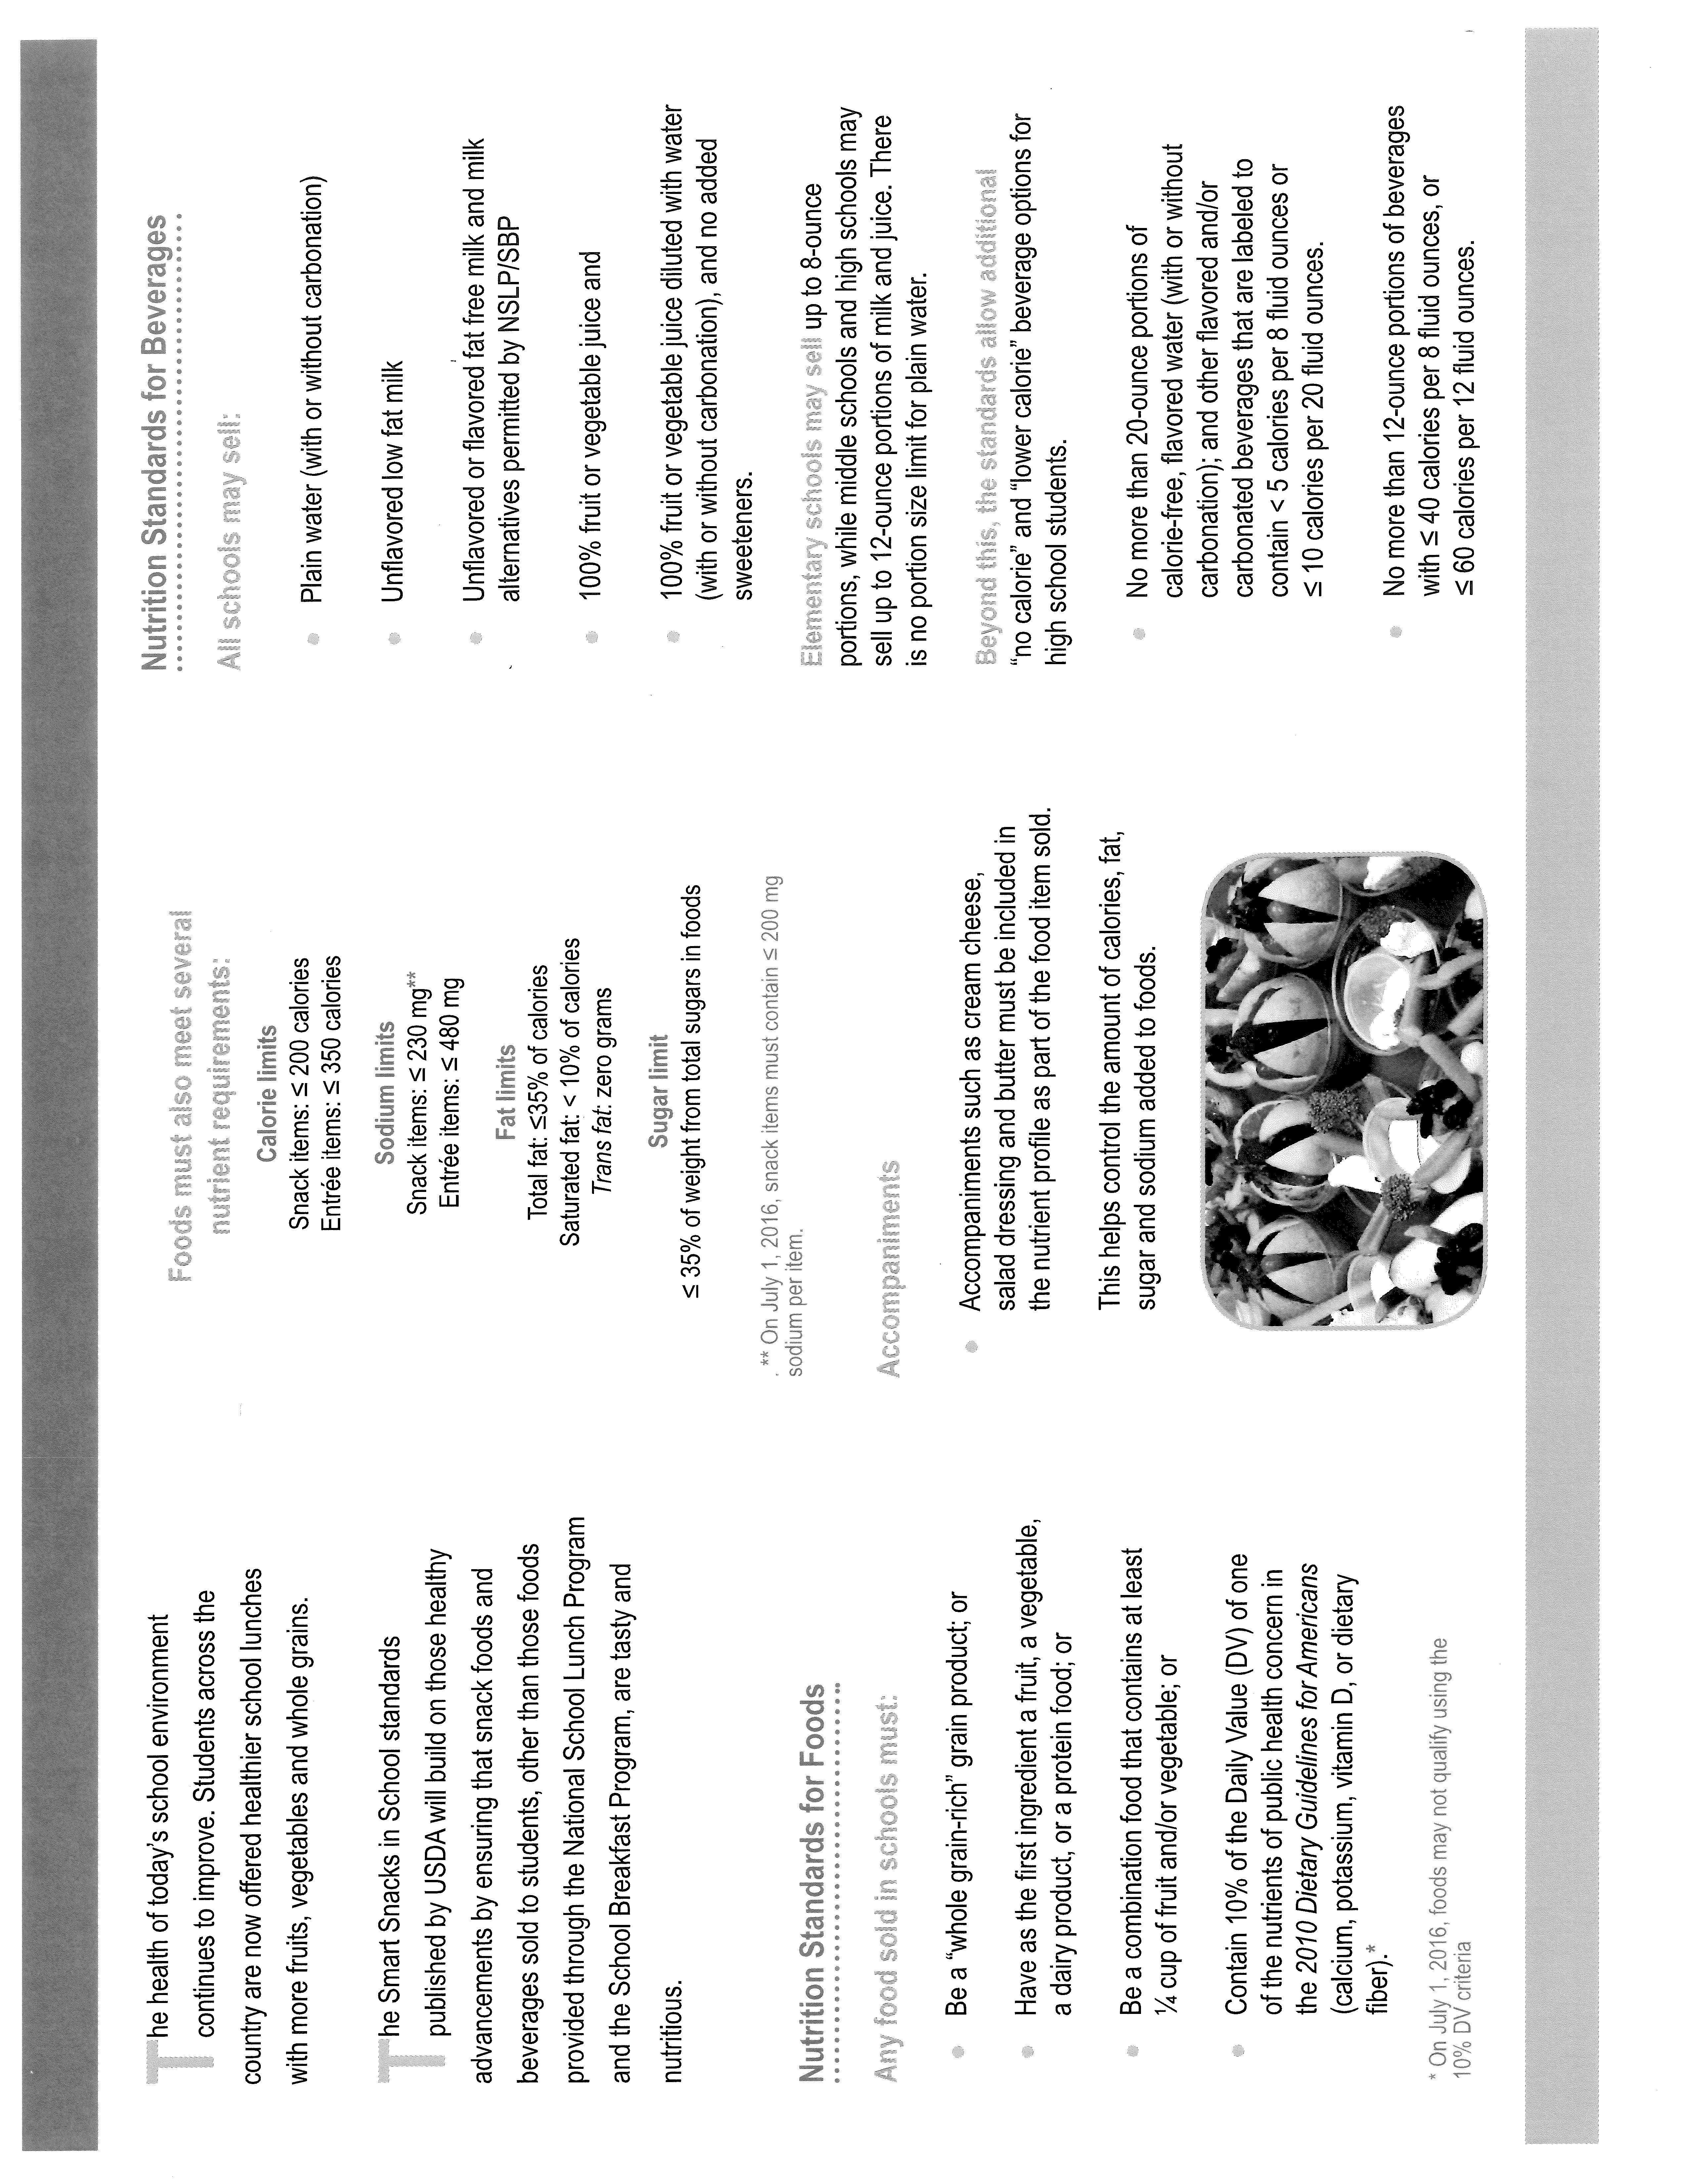 The health of today's school environment
continues to improve. Students across the
country are now offered healthier school lunches
with more fruits, vegetables and whole grains.
The Smart Snacks in School standards
published by USDA will build on those healthy
advancements by ensuring that snack foods and
beverages sold to students, other than those foods
provided through the National School Lunch Program
and the School Breakfast Program, are tasty and
nutritious.
Nutrition Standards for Foods
Any food sold in schools must:
• Be a "whole grain-rich" grain product; or
• Have as the first ingredient a fruit, a vegetable,
a dairy product, or a protein food; or
• Be a combination food that contains at least
¼ cup of fruit and/or vegetable; or
• Contain 10% of the Daily Value (DV) of one
of the nutrients of public health concern in
the 2010 Dietary Guidelines for Americans
(calcium, potassium, vitamin D, or dietary
fiber).*
* On July 1, 2016, foods may not qualify using the
10% DV criteria
Foods must also meet several
nutrient requirements:
Calorie limits
Snack items: ≤ 200 calories
Entrée items: ≤ 350 calories
Sodium limits
Snack items: ≤ 230 mg**
Entrée items: ≤ 480 mg
Fat limits
Total fat: ≤35% of calories
Saturated fat: < 10% of calories
Trans fat: zero grams
Sugar limit
≤ 35% of weight from total sugars in foods
** On July 1, 2016, snack items must contain ≤ 200 mg
sodium per item.
Accompaniments
• Accompaniments such as cream cheese,
salad dressing and butter must be included in
the nutrient profile as part of the food item sold.
This helps control the amount of calories, fat,
sugar and sodium added to foods.
Nutrition Standards for Beverages
All schools may sell:
• Plain water (with or without carbonation)
• Unflavored low fat milk
• Unflavored or flavored fat free milk and milk
alternatives permitted by NSLP/SBP
• 100% fruit or vegetable juice and
• 100% fruit or vegetable juice diluted with water
(with or without carbonation), and no added
sweeteners.
Elementary schools may sell up to 8-ounce
portions, while middle schools and high schools may
sell up to 12-ounce portions of milk and juice. There
is no portion size limit for plain water.
Beyond this, the standards allow additional
"no calorie" and "lower calorie" beverage options for
high school students.
• No more than 20-ounce portions of
calorie-free, flavored water (with or without
carbonation); and other flavored and/or
carbonated beverages that are labeled to
contain < 5 calories per 8 fluid ounces or
≤ 10 calories per 20 fluid ounces.
• No more than 12-ounce portions of beverages
with ≤ 40 calories per 8 fluid ounces, or
≤ 60 calories per 12 fluid ounces.